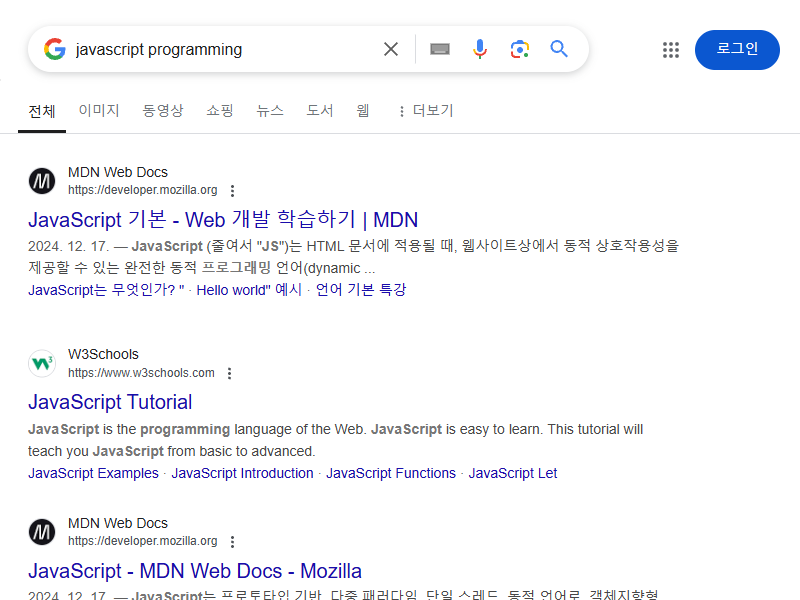 javascript programming
로그인
전체 이미지 동영상 쇼핑 뉴스 도서 웹 더보기
MDN Web Docs
https://developer.mozilla.org
JavaScript 기본 - Web 개발 학습하기 | MDN
2024. 12. 17. — JavaScript (줄여서 "JS")는 HTML 문서에 적용될 때, 웹사이트상에서 동적 상호작용성을
제공할 수 있는 완전한 동적 프로그래밍 언어(dynamic ...
JavaScript는 무엇인가? " · Hello world" 예시 · 언어 기본 특강
W3Schools
https://www.w3schools.com
JavaScript Tutorial
JavaScript is the programming language of the Web. JavaScript is easy to learn. This tutorial will
teach you JavaScript from basic to advanced.
JavaScript Examples · JavaScript Introduction · JavaScript Functions · JavaScript Let
MDN Web Docs
https://developer.mozilla.org
JavaScript - MDN Web Docs - Mozilla
2024. 12. 17. — JavaScript는 프로토타입 기반, 다중 패러다임, 단일 스레드, 동적 언어로, 객체지향형,